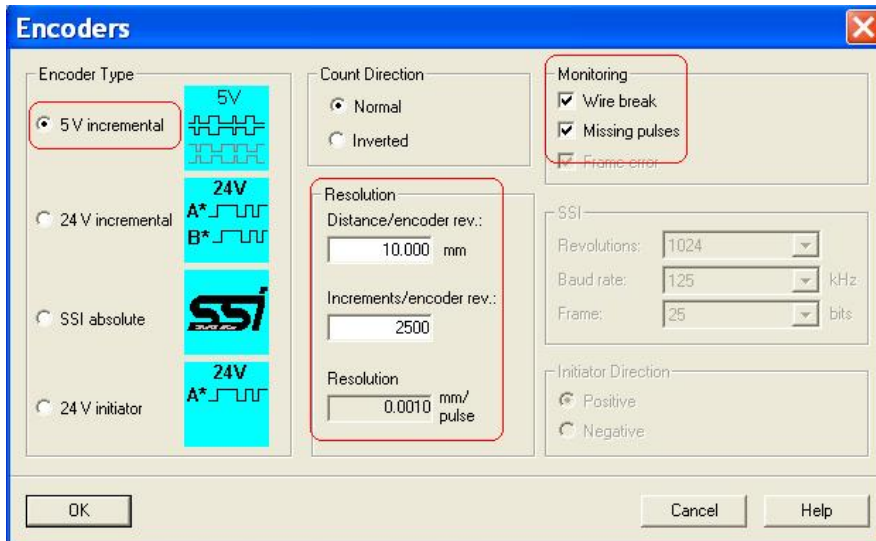 Encoders
Encoder Type
5 V incremental
5V
24 V incremental
24V
A*
B*
SSI absolute
SSI
24 V initiator
24V
A*
Count Direction
Normal
Inverted
Resolution
Distance/encoder rev.:
10.000 mm
Increments/encoder rev.:
2500
Resolution
0.0010 mm/
pulse
Monitoring
Wire break
Missing pulses
Frame error
SSI
Revolutions: 1024
Baud rate: 125 kHz
Frame: 25 bits
Initiator Direction
Positive
Negative
OK
Cancel
Help